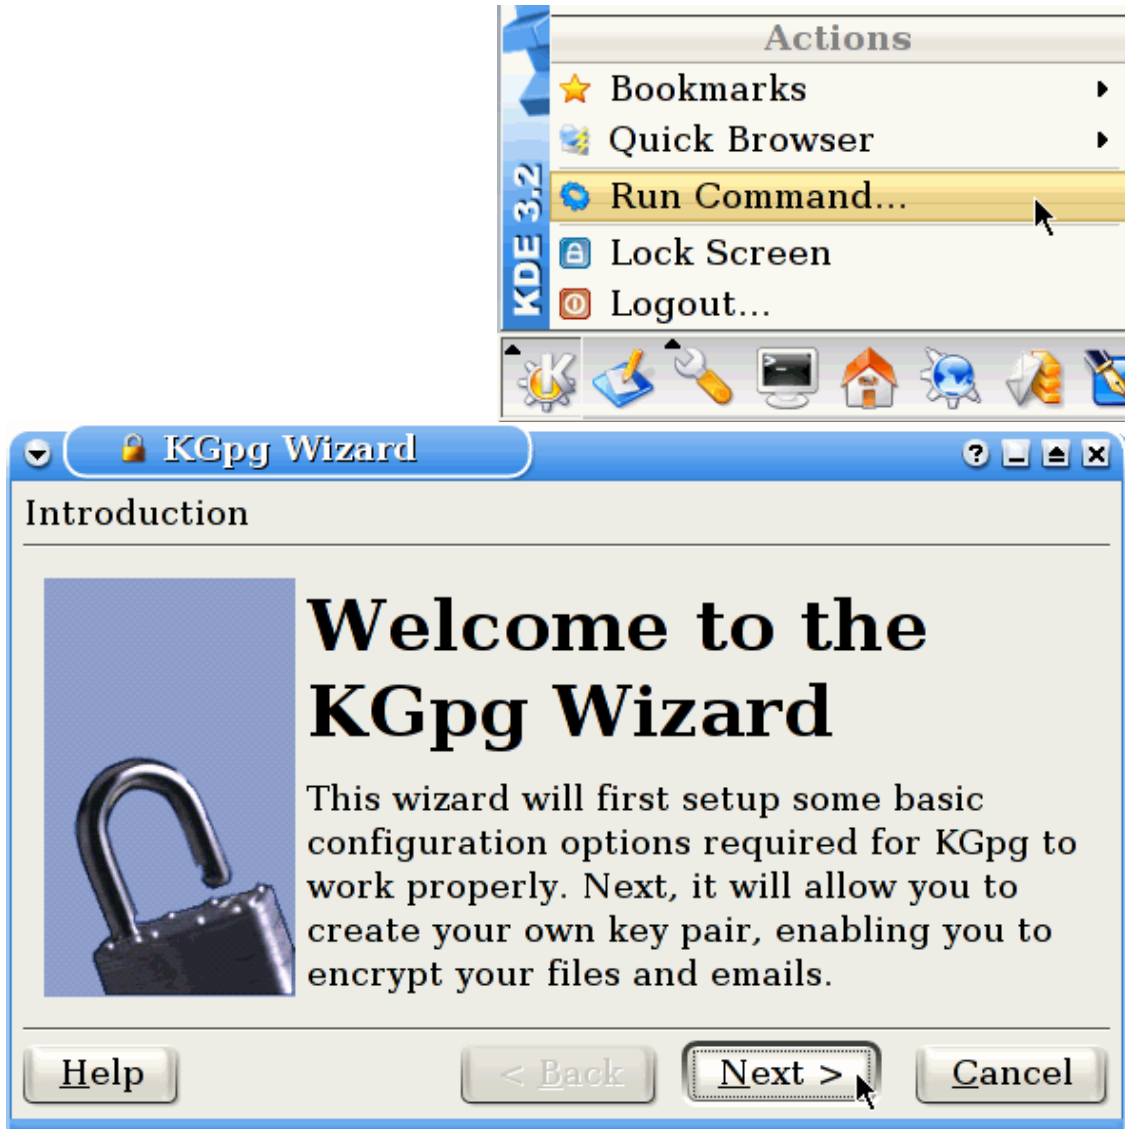 Actions
Bookmarks
Quick Browser
Run Command...
Lock Screen
Logout...
KDE 3.2
KGpg Wizard
Introduction
Welcome to the
KGpg Wizard
This wizard will first setup some basic
configuration options required for KGpg to
work properly. Next, it will allow you to
create your own key pair, enabling you to
encrypt your files and emails.
Help
< Back
Next >
Cancel